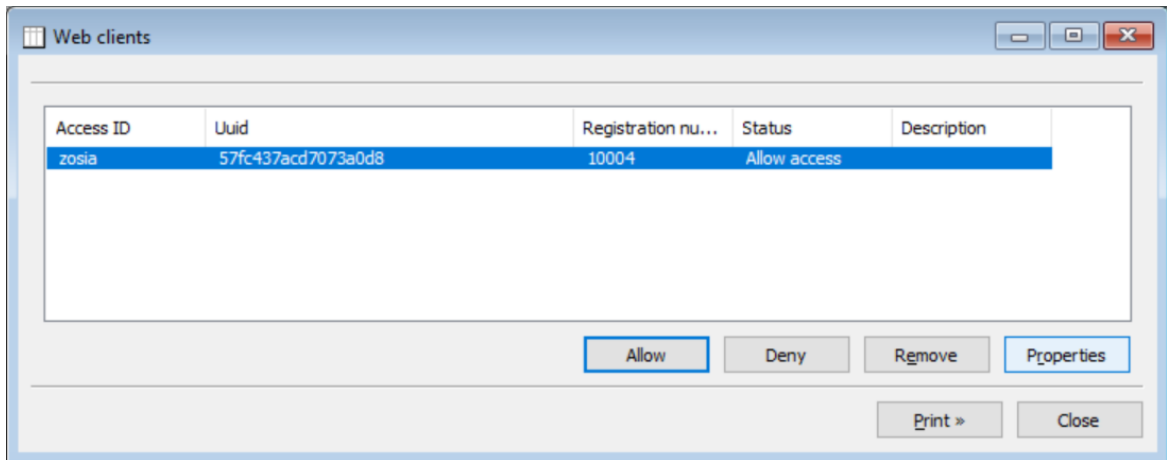 Web clients
Access ID Uuid Registration nu... Status Description
zosia 57fc437acd7073a0d8 10004 Allow access
Allow Deny Remove Properties
Print » Close